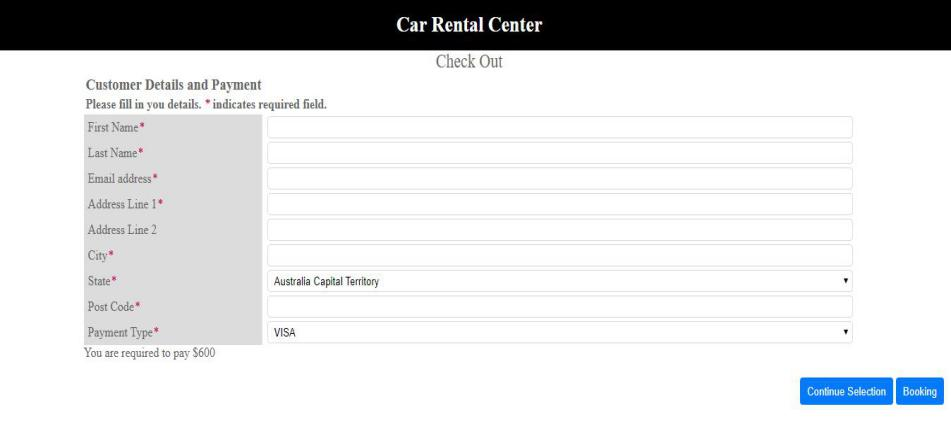 Car Rental Center
Check Out
Customer Details and Payment
Please fill in you details. * indicates required field.
First Name*
Last Name*
Email address*
Address Line 1*
Address Line 2
City*
State* Australia Capital Territory
Post Code*
Payment Type* VISA
You are required to pay $600
Continue Selection Booking